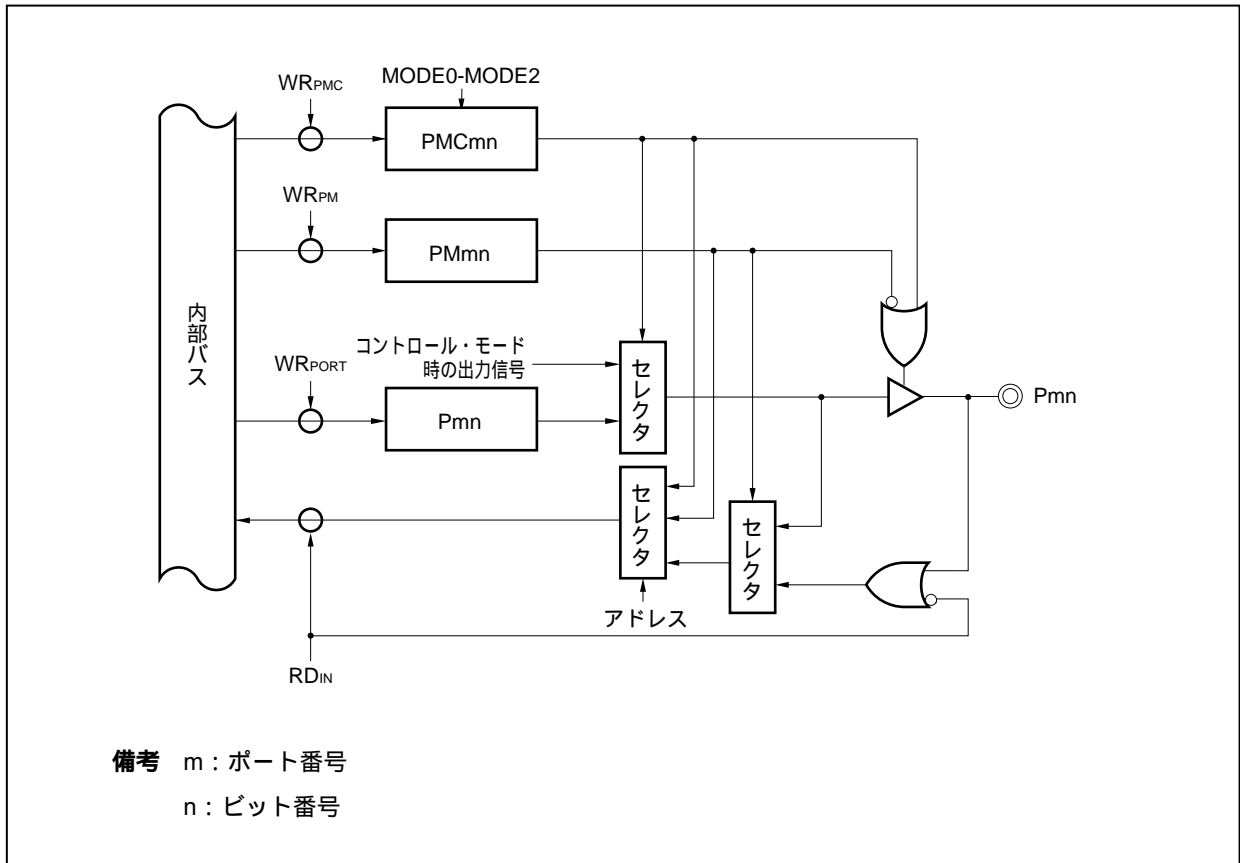 MODE0-MODE2
WRPMC
PMCmn
WRPM
PMmn
内部バス
コントロール・モード
時の出力信号
WRPORT
Pmn
セレクタ
Pmn
セレクタ
セレクタ
アドレス
RDIN
備考 m：ポート番号
n：ビット番号